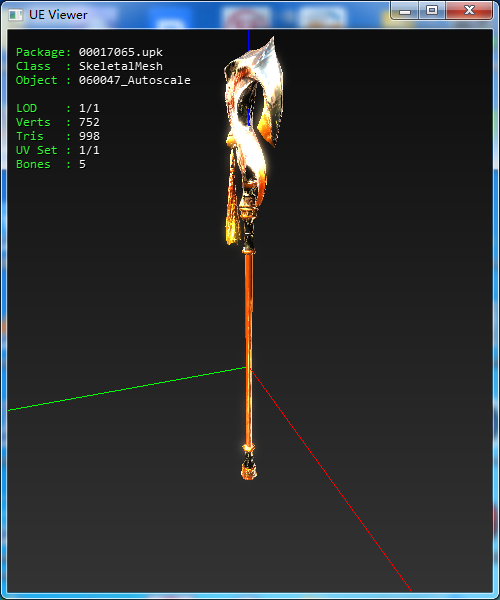 UE Viewer
Package: 00017065.upk
Class : SkeletalMesh
Object : 060047_Autoscale
LOD : 1/1
Verts : 752
Tris : 998
UV Set : 1/1
Bones : 5